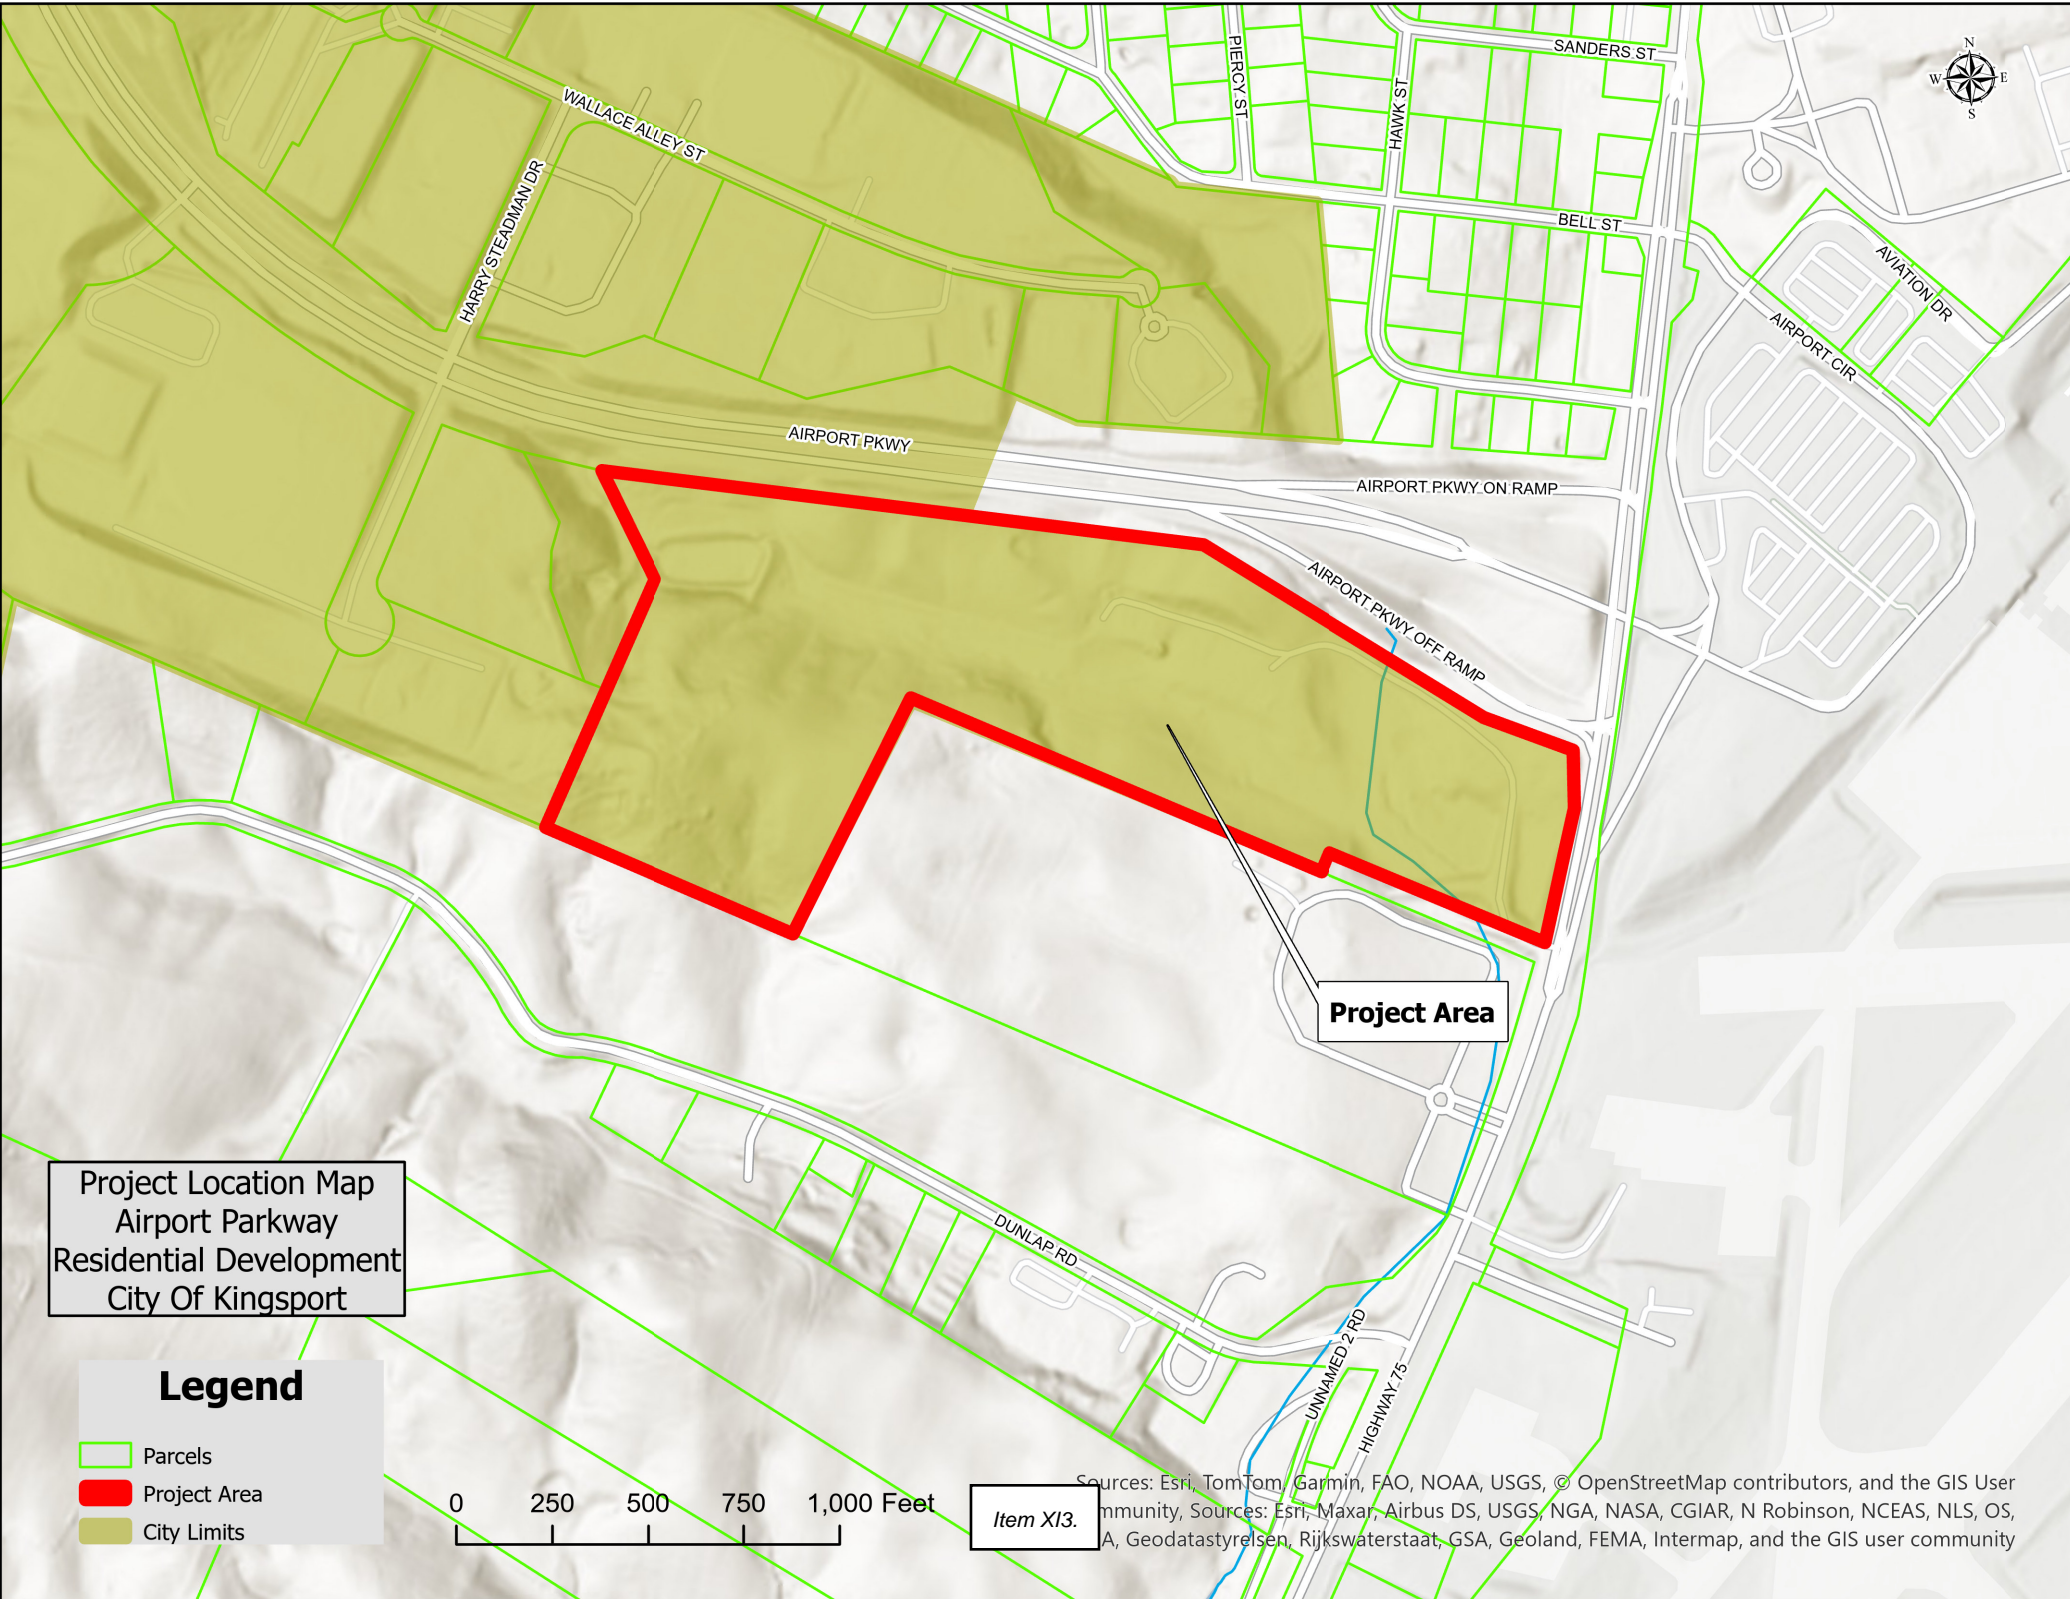 SANDERS ST
PIERCY ST
HAWK ST
N
W E
S
WALLACE ALLEY ST
HARRY STEADMAN DR
BELL ST
AVIATION DR
AIRPORT CIR
AIRPORT PKWY
AIRPORT PKWY ON RAMP
AIRPORT PKWY OFF RAMP
Project Area
Project Location Map
Airport Parkway
Residential Development
City Of Kingsport
DUNLAP RD
UNNAMED 2 RD
HIGHWAY 75
Legend
Parcels
Project Area
City Limits
0 250 500 750 1,000 Feet
Item XI3.
Sources: Esri, TomTom, Garmin, FAO, NOAA, USGS, © OpenStreetMap contributors, and the GIS User
mmunity, Sources: Esri, Maxar, Airbus DS, USGS, NGA, NASA, CGIAR, N Robinson, NCEAS, NLS, OS,
A, Geodatastyrelsen, Rijkswaterstaat, GSA, Geoland, FEMA, Intermap, and the GIS user community